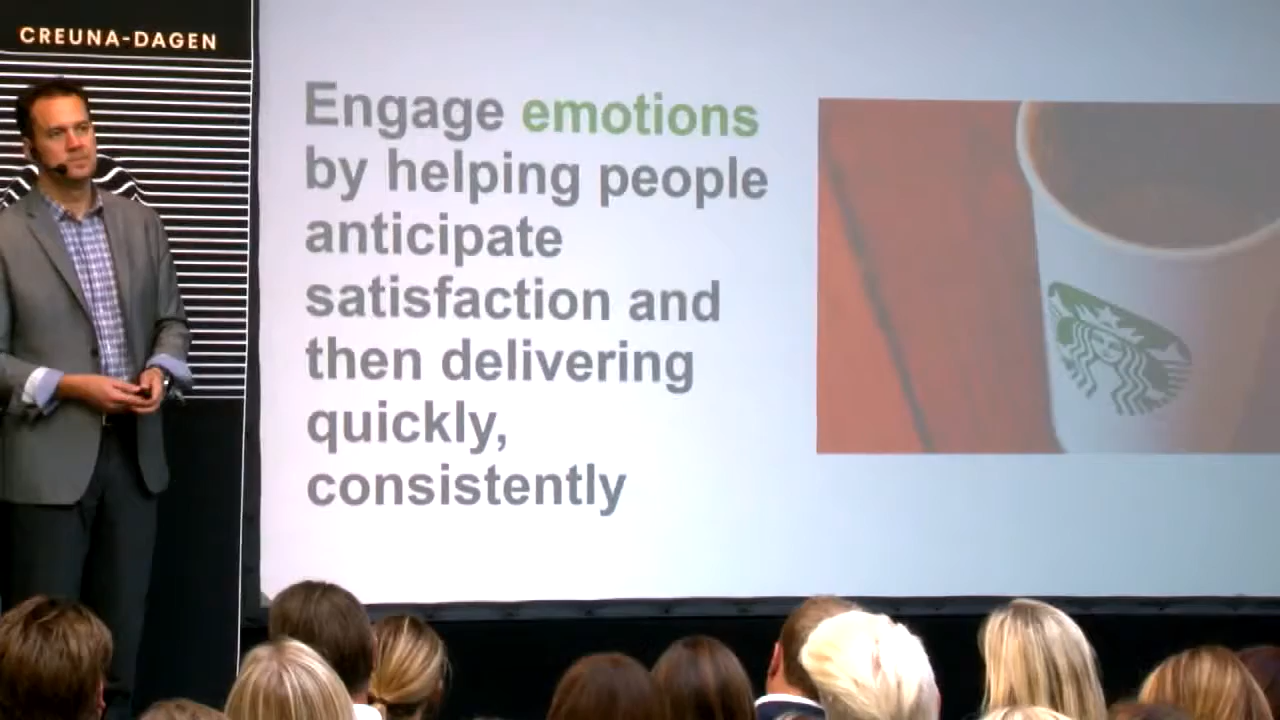 CREUNA-DAGEN
Engage emotions
by helping people
anticipate
satisfaction and
then delivering
quickly,
consistently